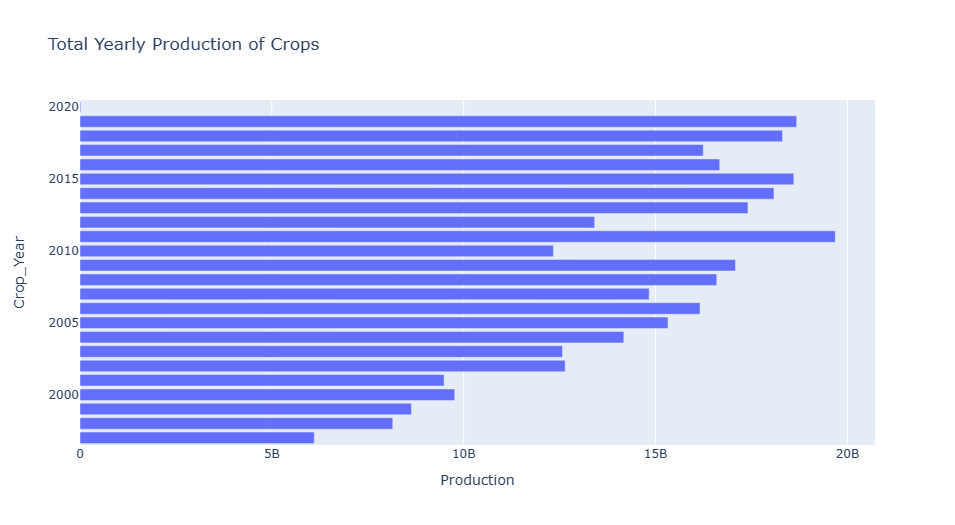 Total Yearly Production of Crops
2020
2015
2010
2005
2000
Crop_Year
0 5B 10B 15B 20B
Production